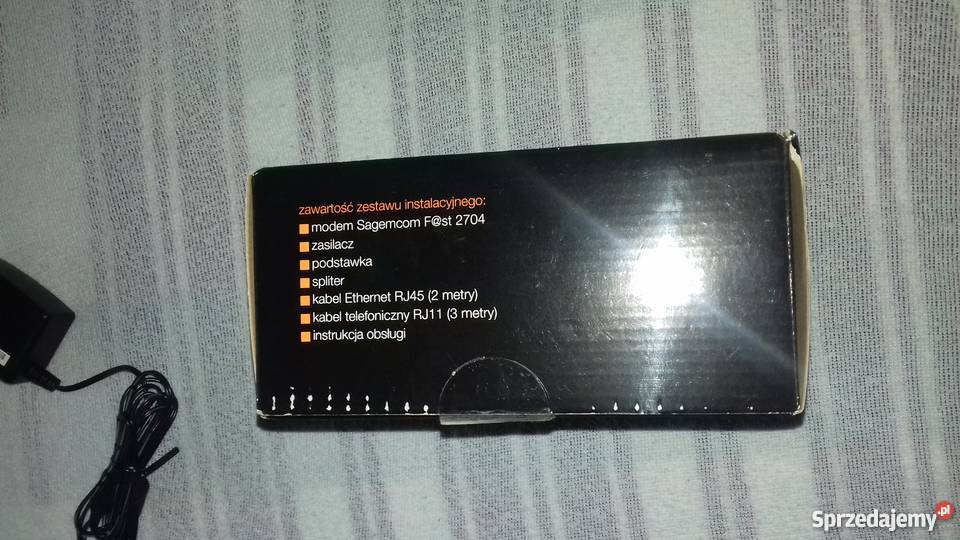 zawartość zestawu instalacyjnego:
modem Sagemcom F@st 2704
zasilacz
podstawka
spliter
kabel Ethernet RJ45 (2 metry)
kabel telefoniczny RJ11 (3 metry)
instrukcja obsługi
Sprzedajemy.pl